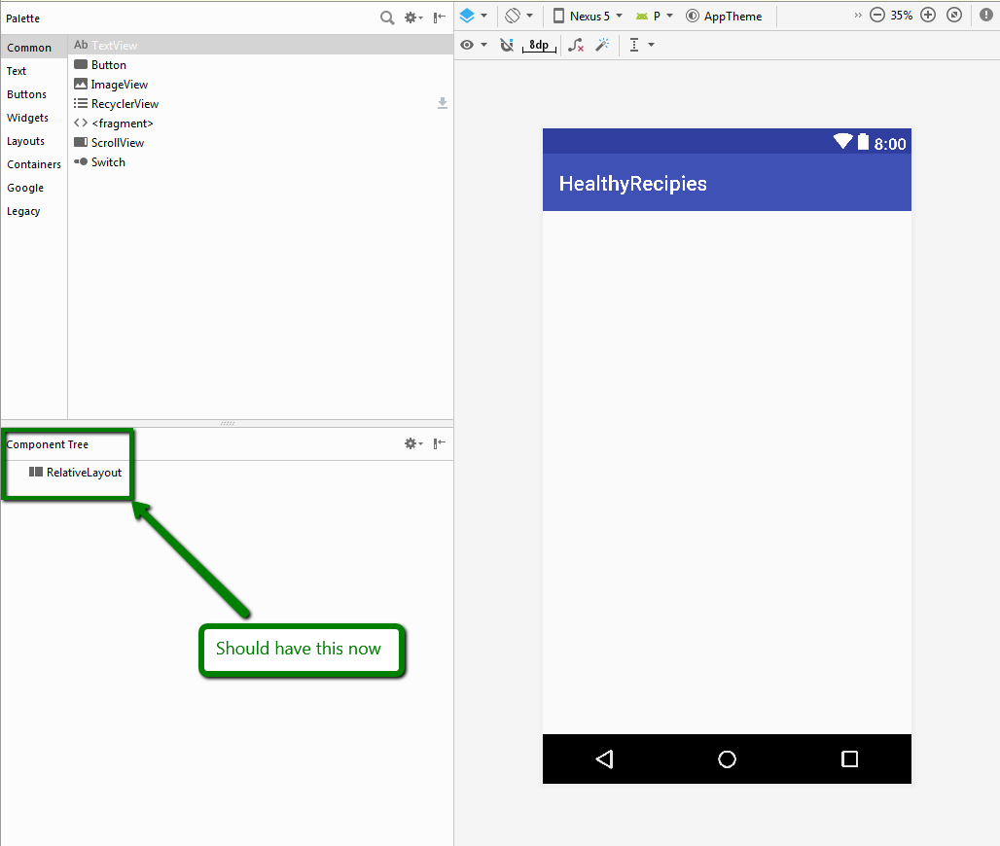 Palette
Nexus 5
P
AppTheme
35%
8dp
Common
Text
Buttons
Widgets
Layouts
Containers
Google
Legacy
Ab TextView
Button
ImageView
RecyclerView
<fragment>
ScrollView
Switch
8:00
HealthyRecipies
Component Tree
RelativeLayout
Should have this now